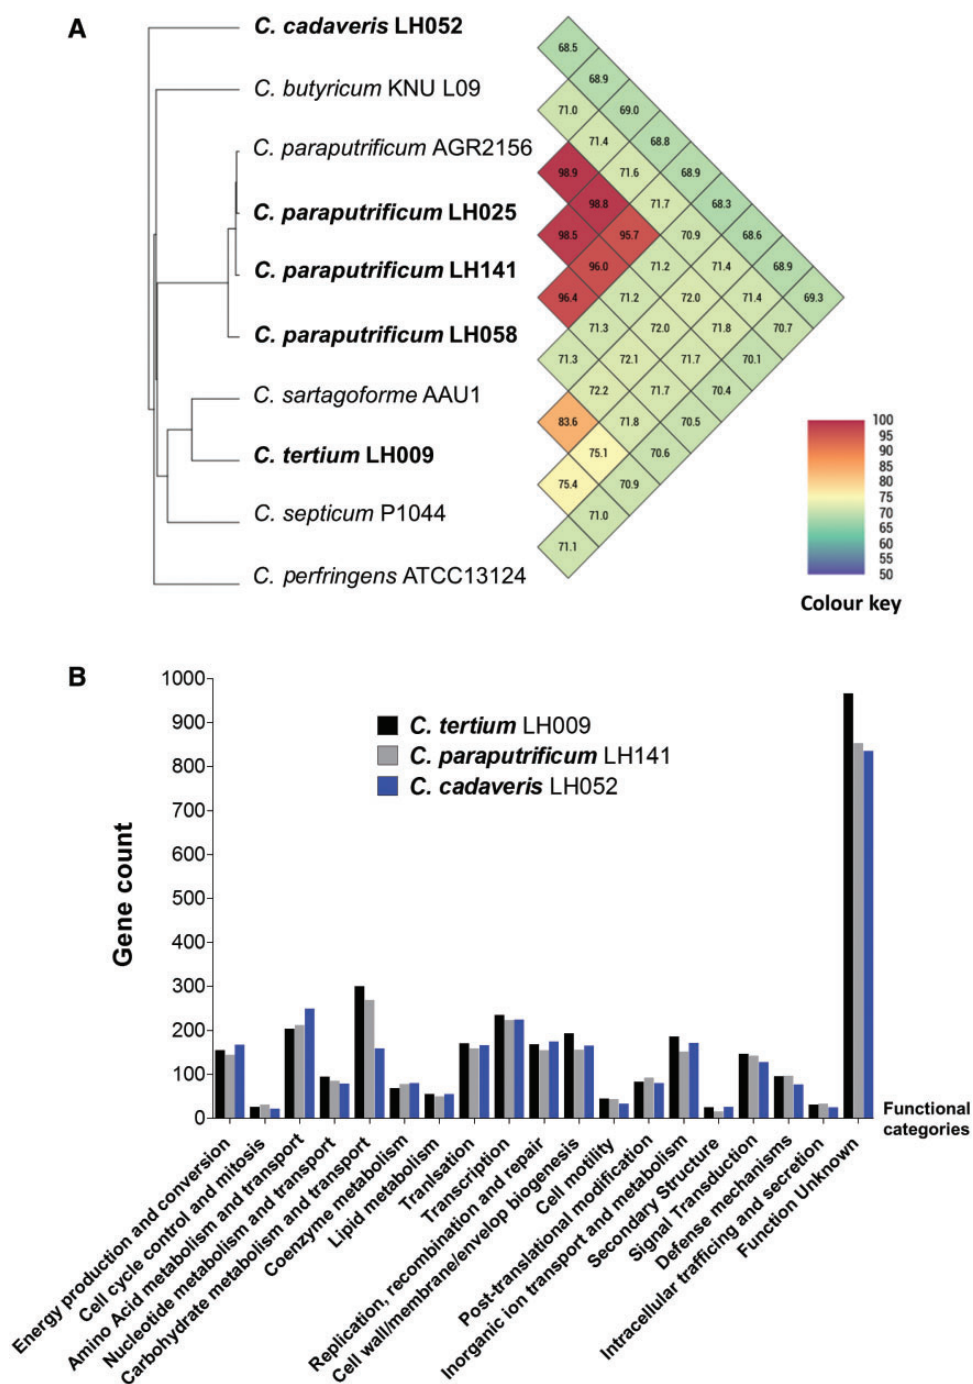 A
C. cadaveris LH052
C. butyricum KNU L09
C. paraputrificum AGR2156
C. paraputrificum LH025
C. paraputrificum LH141
C. paraputrificum LH058
C. sartagoforme AAU1
C. tertium LH009
C. septicum P1044
C. perfringens ATCC13124
68.5
68.9
71.0 69.0
71.4 68.8
98.9 71.6 68.9
98.8 71.7 68.3
98.5 95.7 70.9 68.6
96.0 71.2 71.4 68.9
96.4 71.2 72.0 71.4 69.3
71.3 72.0 71.8 70.7
71.3 72.1 71.7 70.1
72.2 71.7 70.4
83.6 71.8 70.5
75.1 70.6
75.4 70.9
71.0
71.1
100
95
90
85
80
75
70
65
60
55
50
Colour key
B
1000
900
800
700
600
500
400
300
200
100
0
Gene count
C. tertium LH009
C. paraputrificum LH141
C. cadaveris LH052
Functional
categories
Energy production and conversion
Cell cycle control and mitosis
Amino Acid metabolism and transport
Nucleotide metabolism and transport
Carbohydrate metabolism and transport
Coenzyme metabolism
Lipid metabolism
Tranlsation
Transcription
Replication, recombination and repair
Cell wall/membrane/envelop biogenesis
Cell motility
Post-translational modification
Inorganic ion transport and metabolism
Secondary Structure
Signal Transduction
Defense mechanisms
Intracellular trafficing and secretion
Function Unknown